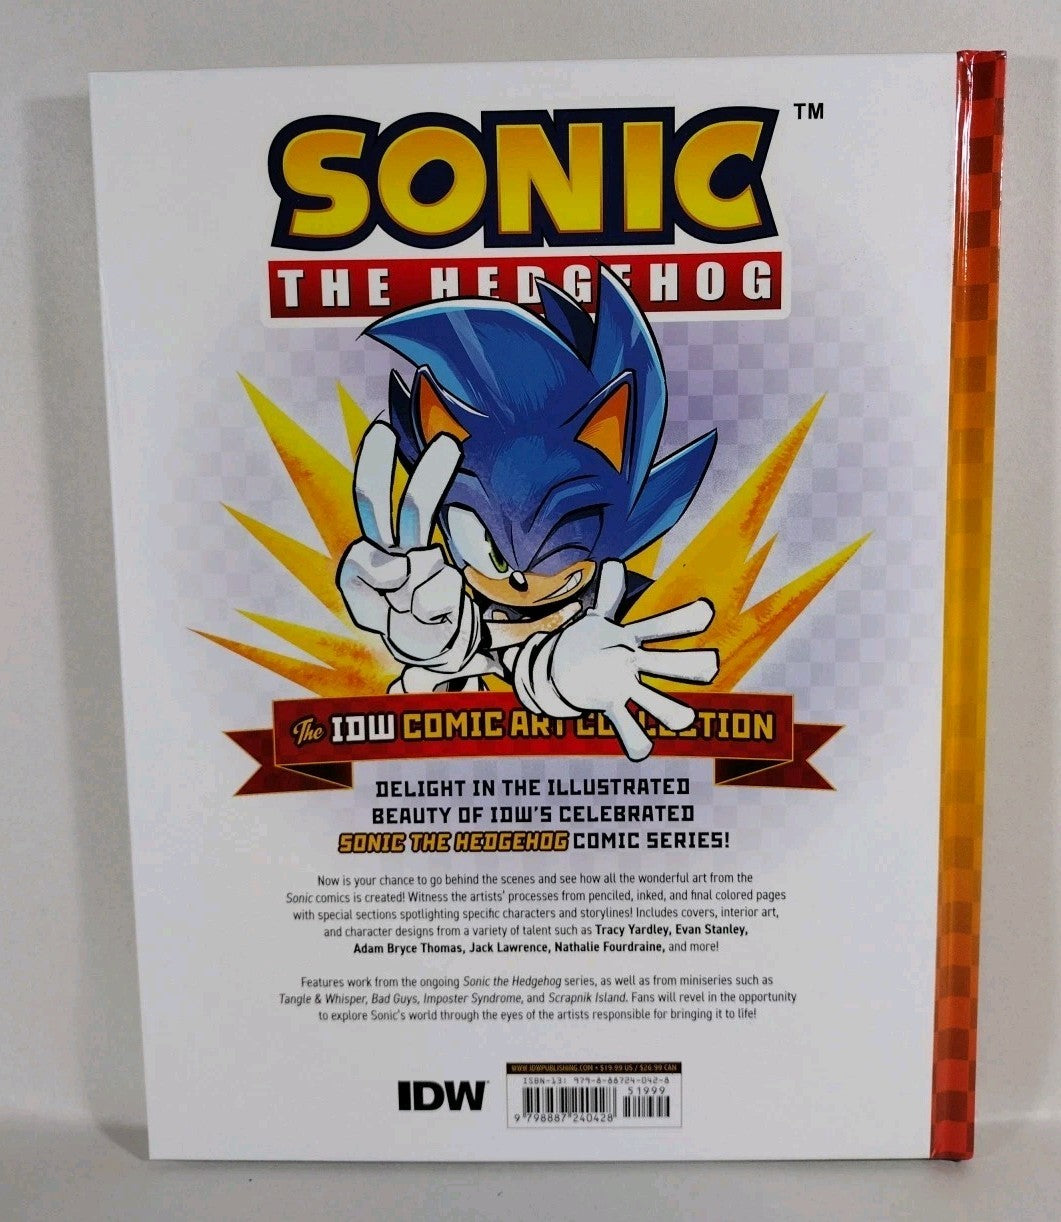 SONIC
TM
THE HEDGEHOG
The IDW COMIC ART COLLECTION
DELIGHT IN THE ILLUSTRATED
BEAUTY OF IDW'S CELEBRATED
SONIC THE HEDGEHOG COMIC SERIES!
Now is your chance to go behind the scenes and see how all the wonderful art from the
Sonic comics is created! Witness the artists' processes from penciled, inked, and final colored pages
with special sections spotlighting specific characters and storylines! Includes covers, interior art,
and character designs from a variety of talent such as Tracy Yardley, Evan Stanley,
Adam Bryce Thomas, Jack Lawrence, Nathalie Fourdraine, and more!
Features work from the ongoing Sonic the Hedgehog series, as well as from miniseries such as
Tangle & Whisper, Bad Guys, Imposter Syndrome, and Scrapnik Island. Fans will revel in the opportunity
to explore Sonic's world through the eyes of the artists responsible for bringing it to life!
IDW
WWW.IDWPUBLISHING.COM • $19.99 US / $26.99 CAN
ISBN-13: 979-8-88724-042-8
51999
9 798887 240428